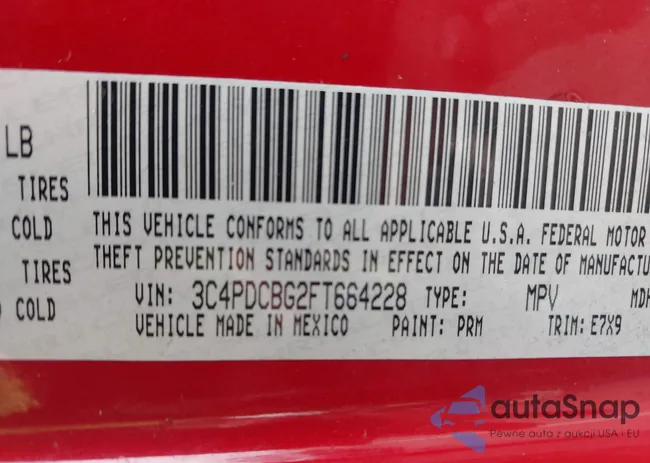 LB
TIRES
COLD
THIS VEHICLE CONFORMS TO ALL APPLICABLE U.S.A. FEDERAL MOTOR
THEFT PREVENTION STANDARDS IN EFFECT ON THE DATE OF MANUFACTU
TIRES
VIN: 3C4PDCBG2FT664228 TYPE: MPV MDH
COLD
VEHICLE MADE IN MEXICO PAINT: PRM TRIM: E7X9
autaSnap
Pewne auta z aukcji USA i EU